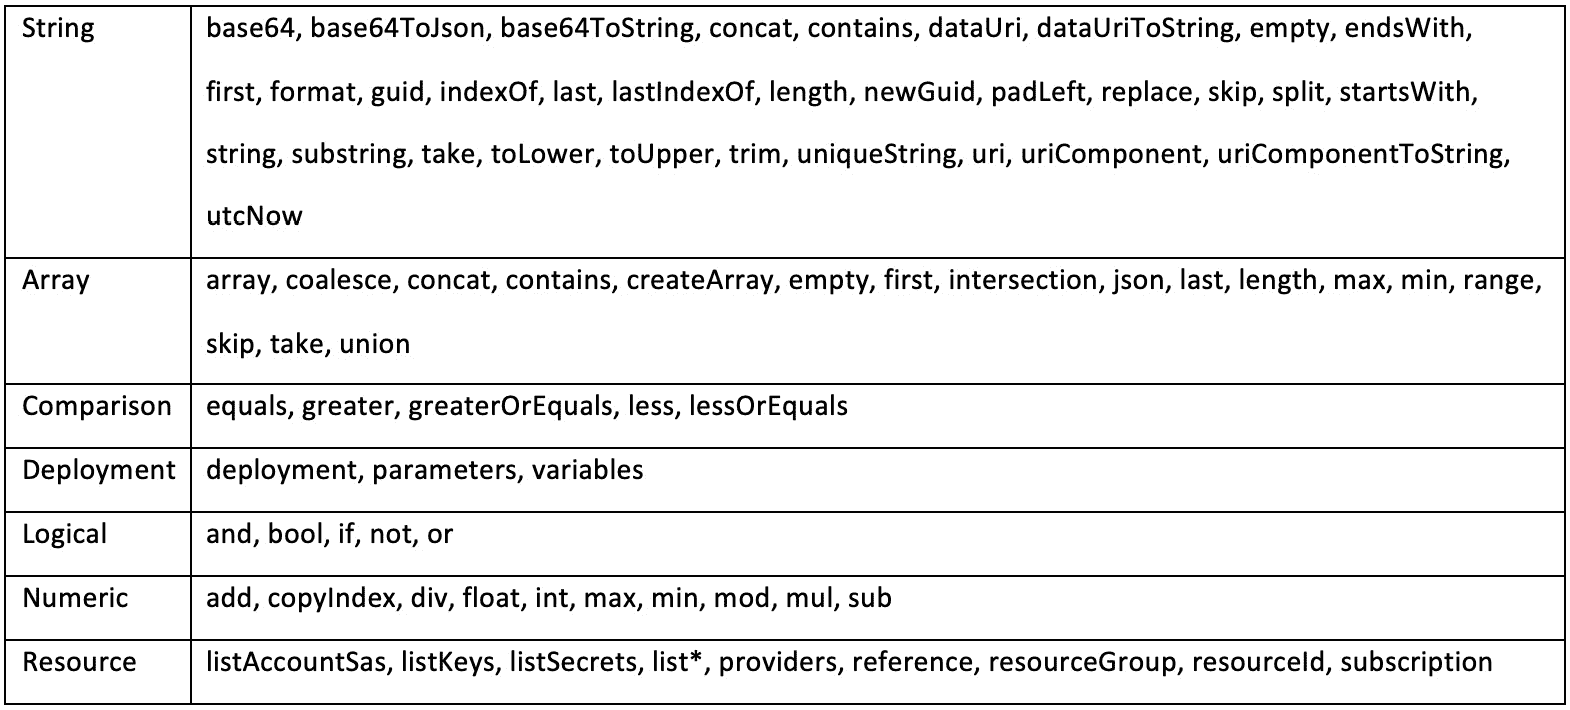 String base64, base64ToJson, base64ToString, concat, contains, dataUri, dataUriToString, empty, endsWith,
first, format, guid, indexOf, last, lastIndexOf, length, newGuid, padLeft, replace, skip, split, startsWith,
string, substring, take, toLower, toUpper, trim, uniqueString, uri, uriComponent, uriComponentToString,
utcNow
Array array, coalesce, concat, contains, createArray, empty, first, intersection, json, last, length, max, min, range,
skip, take, union
Comparison equals, greater, greaterOrEquals, less, lessOrEquals
Deployment deployment, parameters, variables
Logical and, bool, if, not, or
Numeric add, copyIndex, div, float, int, max, min, mod, mul, sub
Resource listAccountSas, listKeys, listSecrets, list*, providers, reference, resourceGroup, resourceId, subscription